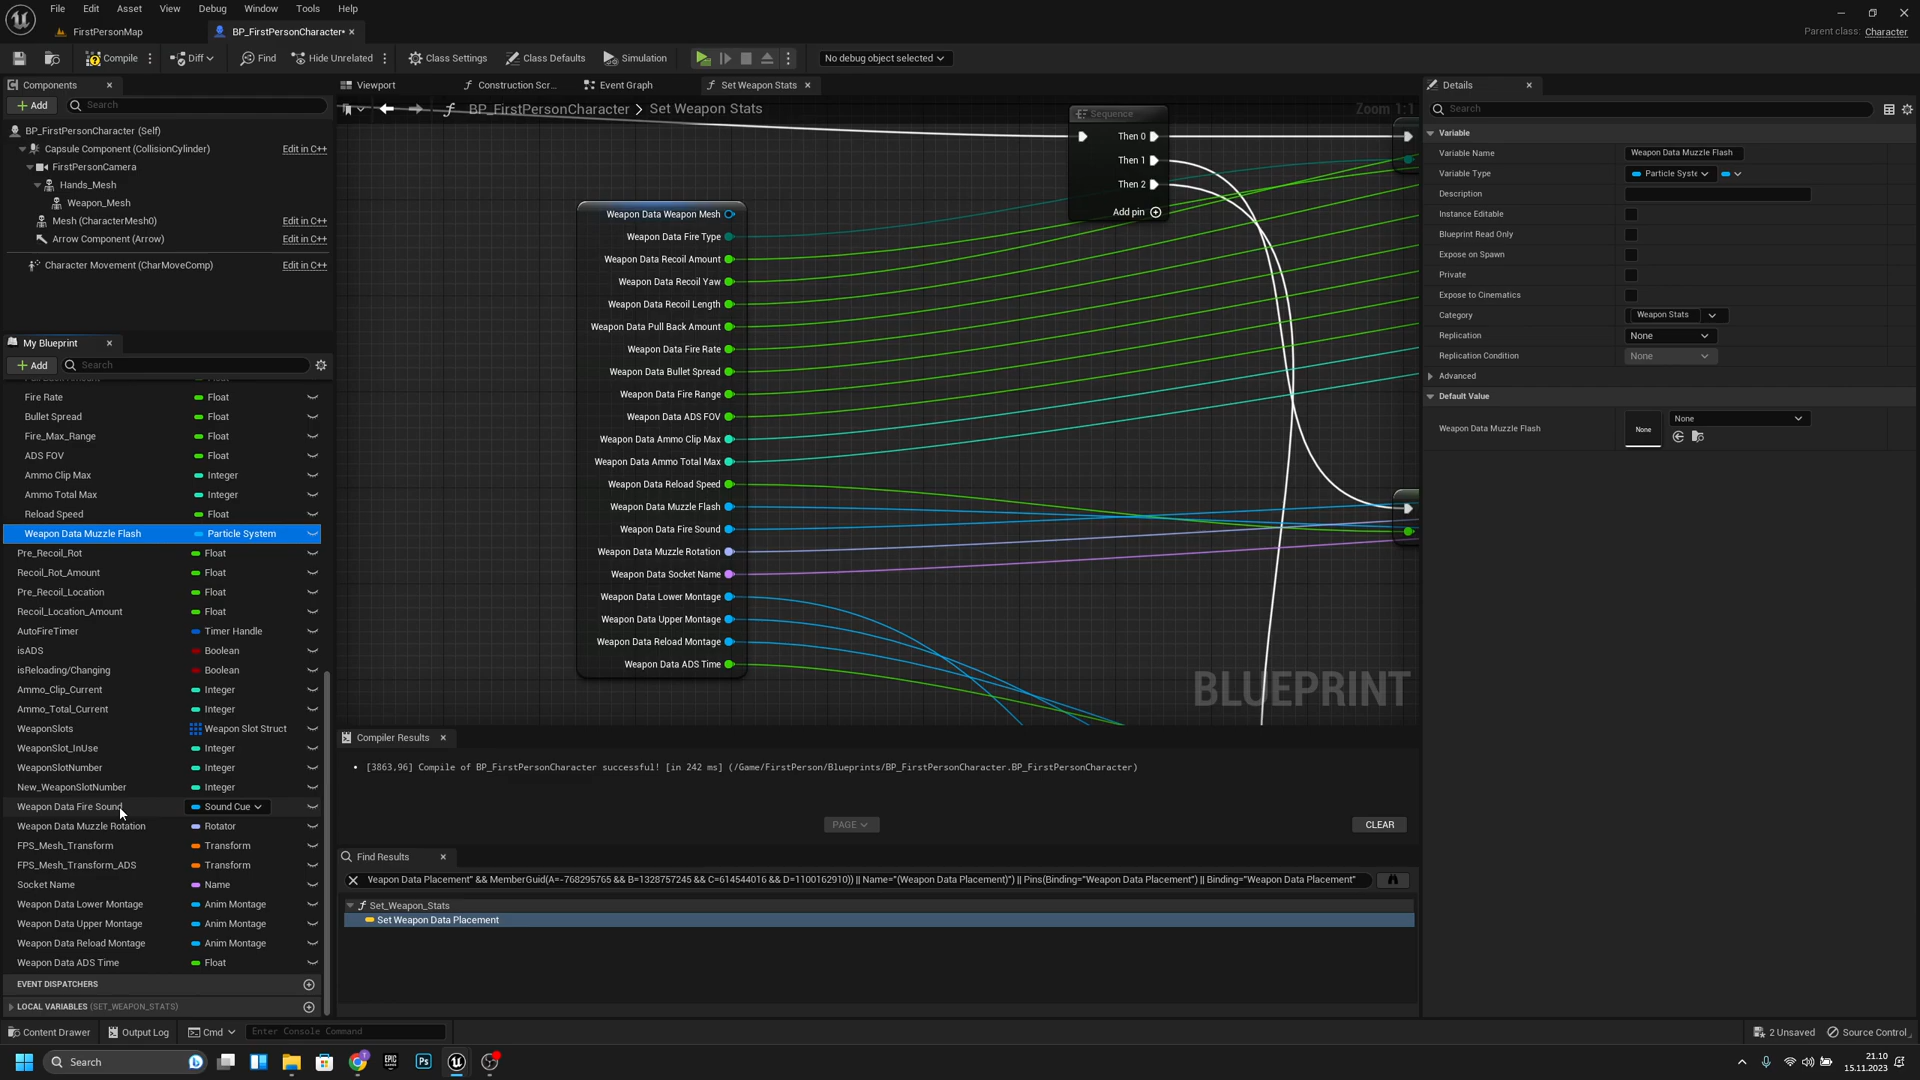 File Edit Asset View Debug Window Tools Help
FirstPersonMap
BP_FirstPersonCharacter*
Parent class: Character
Compile
Diff
Find
Hide Unrelated
Class Settings
Class Defaults
Simulation
No debug object selected
Components
Add
Search
BP_FirstPersonCharacter (Self)
Capsule Component (CollisionCylinder) Edit in C++
FirstPersonCamera
Hands_Mesh
Weapon_Mesh
Mesh (CharacterMesh0) Edit in C++
Arrow Component (Arrow) Edit in C++
Character Movement (CharMoveComp) Edit in C++
My Blueprint
Add
Search
Fire Rate Float
Bullet Spread Float
Fire_Max_Range Float
ADS FOV Float
Ammo Clip Max Integer
Ammo Total Max Integer
Reload Speed Float
Weapon Data Muzzle Flash Particle System
Pre_Recoil_Rot Float
Recoil_Rot_Amount Float
Pre_Recoil_Location Float
Recoil_Location_Amount Float
AutoFireTimer Timer Handle
isADS Boolean
isReloading/Changing Boolean
Ammo_Clip_Current Integer
Ammo_Total_Current Integer
WeaponSlots Weapon Slot Struct
WeaponSlot_InUse Integer
WeaponSlotNumber Integer
New_WeaponSlotNumber Integer
Weapon Data Fire Sound Sound Cue
Weapon Data Muzzle Rotation Rotator
FPS_Mesh_Transform Transform
FPS_Mesh_Transform_ADS Transform
Socket Name Name
Weapon Data Lower Montage Anim Montage
Weapon Data Upper Montage Anim Montage
Weapon Data Reload Montage Anim Montage
Weapon Data ADS Time Float
EVENT DISPATCHERS
LOCAL VARIABLES (SET_WEAPON_STATS)
Viewport
Construction Scr...
Event Graph
Set Weapon Stats
BP_FirstPersonCharacter > Set Weapon Stats
Zoom 1:1
Sequence
Then 0
Then 1
Then 2
Add pin
Weapon Data Weapon Mesh
Weapon Data Fire Type
Weapon Data Recoil Amount
Weapon Data Recoil Yaw
Weapon Data Recoil Length
Weapon Data Pull Back Amount
Weapon Data Fire Rate
Weapon Data Bullet Spread
Weapon Data Fire Range
Weapon Data ADS FOV
Weapon Data Ammo Clip Max
Weapon Data Ammo Total Max
Weapon Data Reload Speed
Weapon Data Muzzle Flash
Weapon Data Fire Sound
Weapon Data Muzzle Rotation
Weapon Data Socket Name
Weapon Data Lower Montage
Weapon Data Upper Montage
Weapon Data Reload Montage
Weapon Data ADS Time
BLUEPRINT
Compiler Results
[3863,96] Compile of BP_FirstPersonCharacter successful! [in 242 ms] (/Game/FirstPerson/Blueprints/BP_FirstPersonCharacter.BP_FirstPersonCharacter)
PAGE
CLEAR
Find Results
Veapon Data Placement" && MemberGuid(A=-768295765 && B=1328757245 && C=614544016 && D=1100162910)) || Name="(Weapon Data Placement)") || Pins(Binding="Weapon Data Placement") || Binding="Weapon Data Placement"
Set_Weapon_Stats
Set Weapon Data Placement
Details
Search
Variable
Variable Name Weapon Data Muzzle Flash
Variable Type Particle Syste
Description
Instance Editable
Blueprint Read Only
Expose on Spawn
Private
Expose to Cinematics
Category Weapon Stats
Replication None
Replication Condition None
Advanced
Default Value
Weapon Data Muzzle Flash None None
Content Drawer
Output Log
Cmd
Enter Console Command
2 Unsaved
Source Control
Search
Ps
EPIC
21.10
15.11.2023